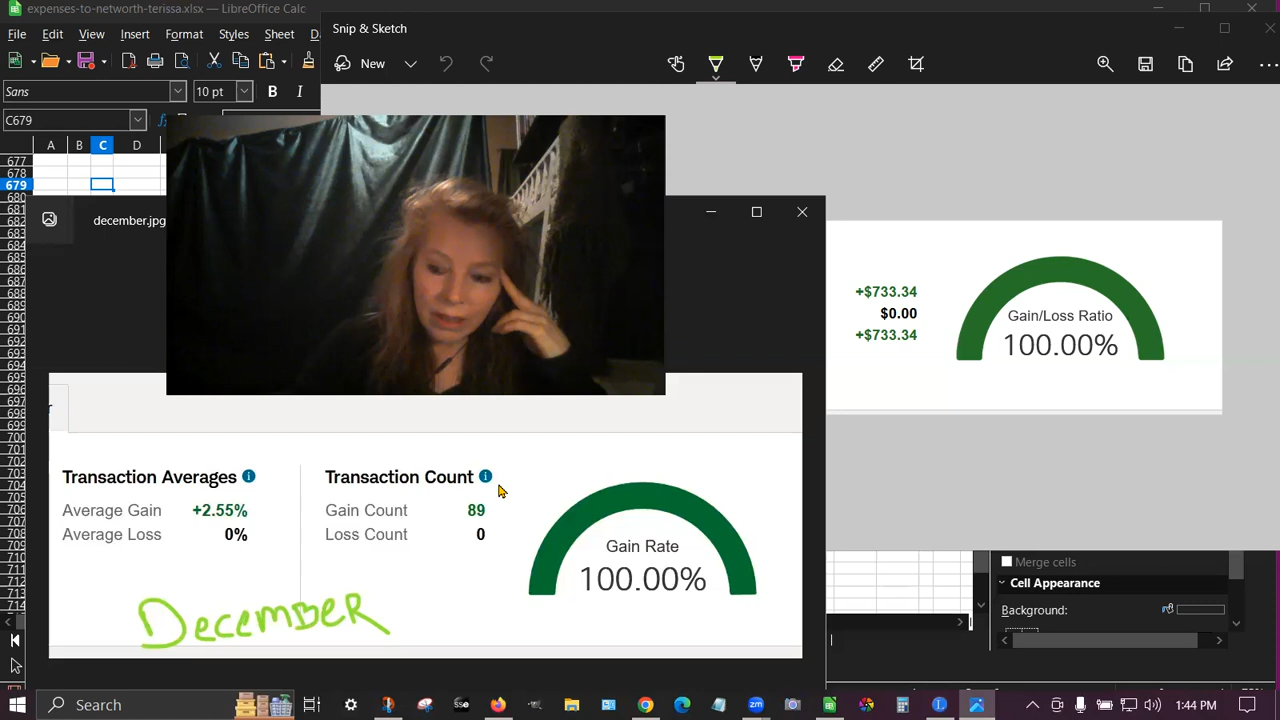 expenses-to-networth-terissa.xlsx — LibreOffice Calc
File Edit View Insert Format Styles Sheet
Snip & Sketch
New
Sans
10 pt
B I
C679
A B C D
677
678
679
680
681
682
683
684
685
686
687
688
689
690
691
692
693
694
695
696
697
698
699
700
701
702
703
704
705
706
707
708
709
710
711
712
713
714
december.jpg
+$733.34
$0.00
+$733.34
Gain/Loss Ratio
100.00%
Transaction Averages
Average Gain +2.55%
Average Loss 0%
Transaction Count
Gain Count 89
Loss Count 0
Gain Rate
100.00%
December
Merge cells
Cell Appearance
Background:
Search
1:44 PM